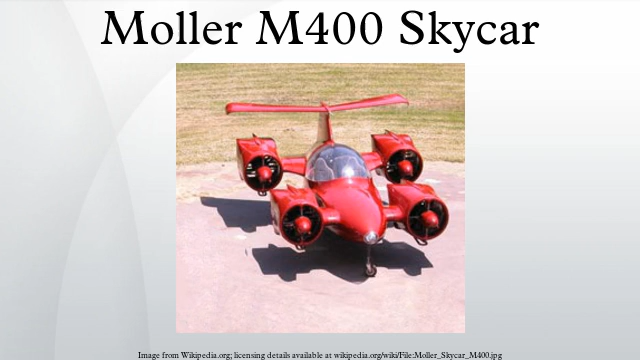 Moller M400 Skycar
Image from Wikipedia.org; licensing details available at wikipedia.org/wiki/File:Moller_Skycar_M400.jpg